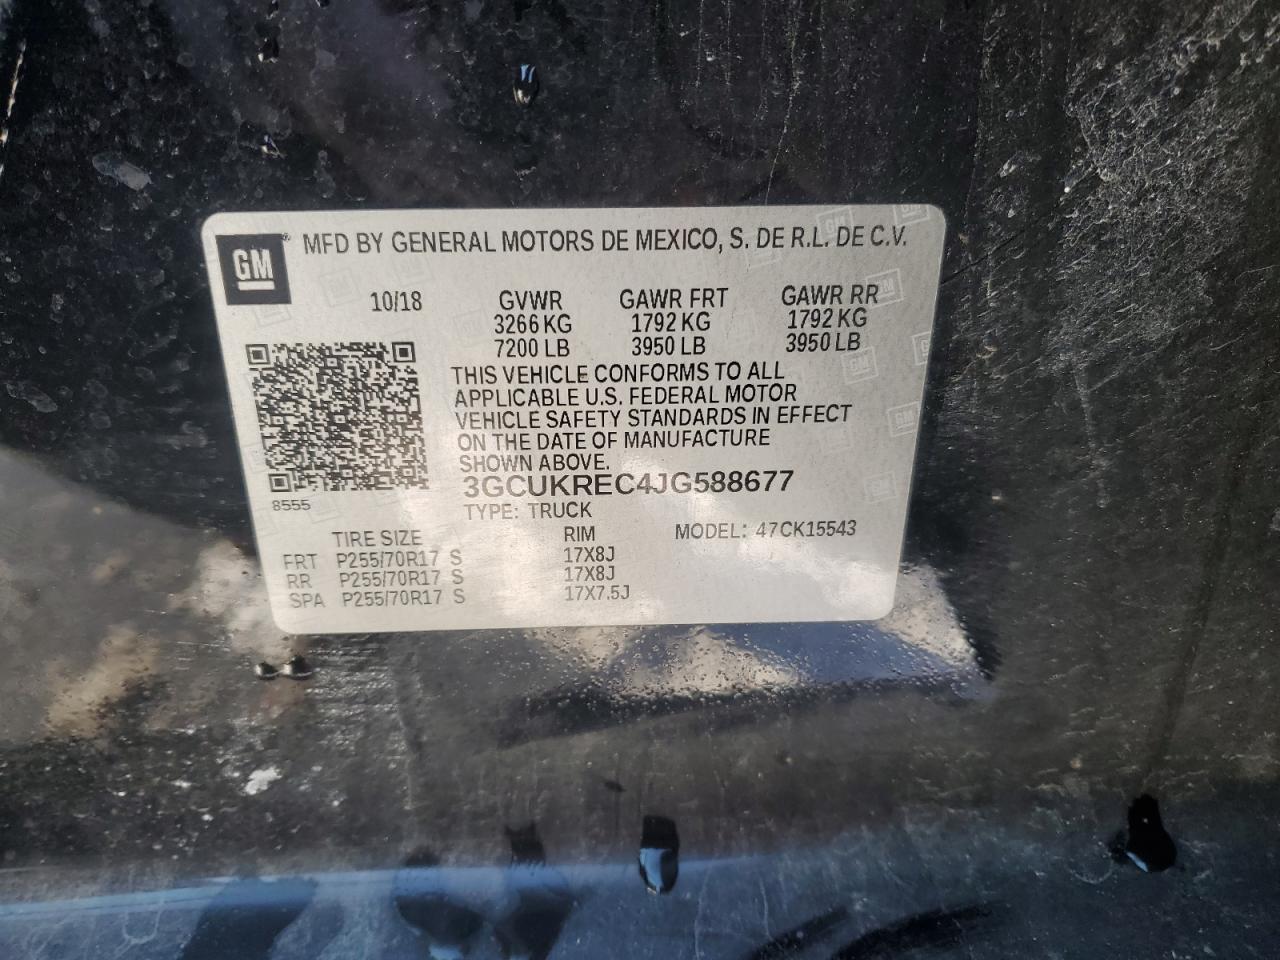 GM ® MFD BY GENERAL MOTORS DE MEXICO, S. DE R.L. DE C.V.
10/18 GVWR GAWR FRT GAWR RR
3266 KG 1792 KG 1792 KG
7200 LB 3950 LB 3950 LB
THIS VEHICLE CONFORMS TO ALL
APPLICABLE U.S. FEDERAL MOTOR
VEHICLE SAFETY STANDARDS IN EFFECT
ON THE DATE OF MANUFACTURE
SHOWN ABOVE.
3GCUKREC4JG588677
8555 TYPE: TRUCK
TIRE SIZE RIM MODEL: 47CK15543
FRT P255/70R17 S 17X8J
RR P255/70R17 S 17X8J
SPA P255/70R17 S 17X7.5J